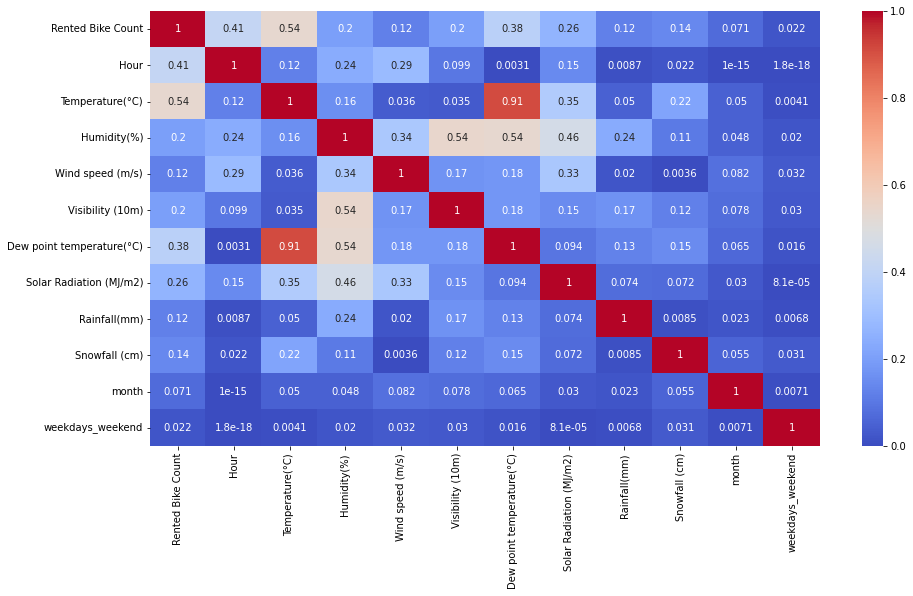 Rented Bike Count 1 0.41 0.54 0.2 0.12 0.2 0.38 0.26 0.12 0.14 0.071 0.022
Hour 0.41 1 0.12 0.24 0.29 0.099 0.0031 0.15 0.0087 0.022 1e-15 1.8e-18
Temperature(°C) 0.54 0.12 1 0.16 0.036 0.035 0.91 0.35 0.05 0.22 0.05 0.0041
Humidity(%) 0.2 0.24 0.16 1 0.34 0.54 0.54 0.46 0.24 0.11 0.048 0.02
Wind speed (m/s) 0.12 0.29 0.036 0.34 1 0.17 0.18 0.33 0.02 0.0036 0.082 0.032
Visibility (10m) 0.2 0.099 0.035 0.54 0.17 1 0.18 0.15 0.17 0.12 0.078 0.03
Dew point temperature(°C) 0.38 0.0031 0.91 0.54 0.18 0.18 1 0.094 0.13 0.15 0.065 0.016
Solar Radiation (MJ/m2) 0.26 0.15 0.35 0.46 0.33 0.15 0.094 1 0.074 0.072 0.03 8.1e-05
Rainfall(mm) 0.12 0.0087 0.05 0.24 0.02 0.17 0.13 0.074 1 0.0085 0.023 0.0068
Snowfall (cm) 0.14 0.022 0.22 0.11 0.0036 0.12 0.15 0.072 0.0085 1 0.055 0.031
month 0.071 1e-15 0.05 0.048 0.082 0.078 0.065 0.03 0.023 0.055 1 0.0071
weekdays_weekend 0.022 1.8e-18 0.0041 0.02 0.032 0.03 0.016 8.1e-05 0.0068 0.031 0.0071 1
Rented Bike Count
Hour
Temperature(°C)
Humidity(%)
Wind speed (m/s)
Visibility (10m)
Dew point temperature(°C)
Solar Radiation (MJ/m2)
Rainfall(mm)
Snowfall (cm)
month
weekdays_weekend
1.0
0.8
0.6
0.4
0.2
0.0